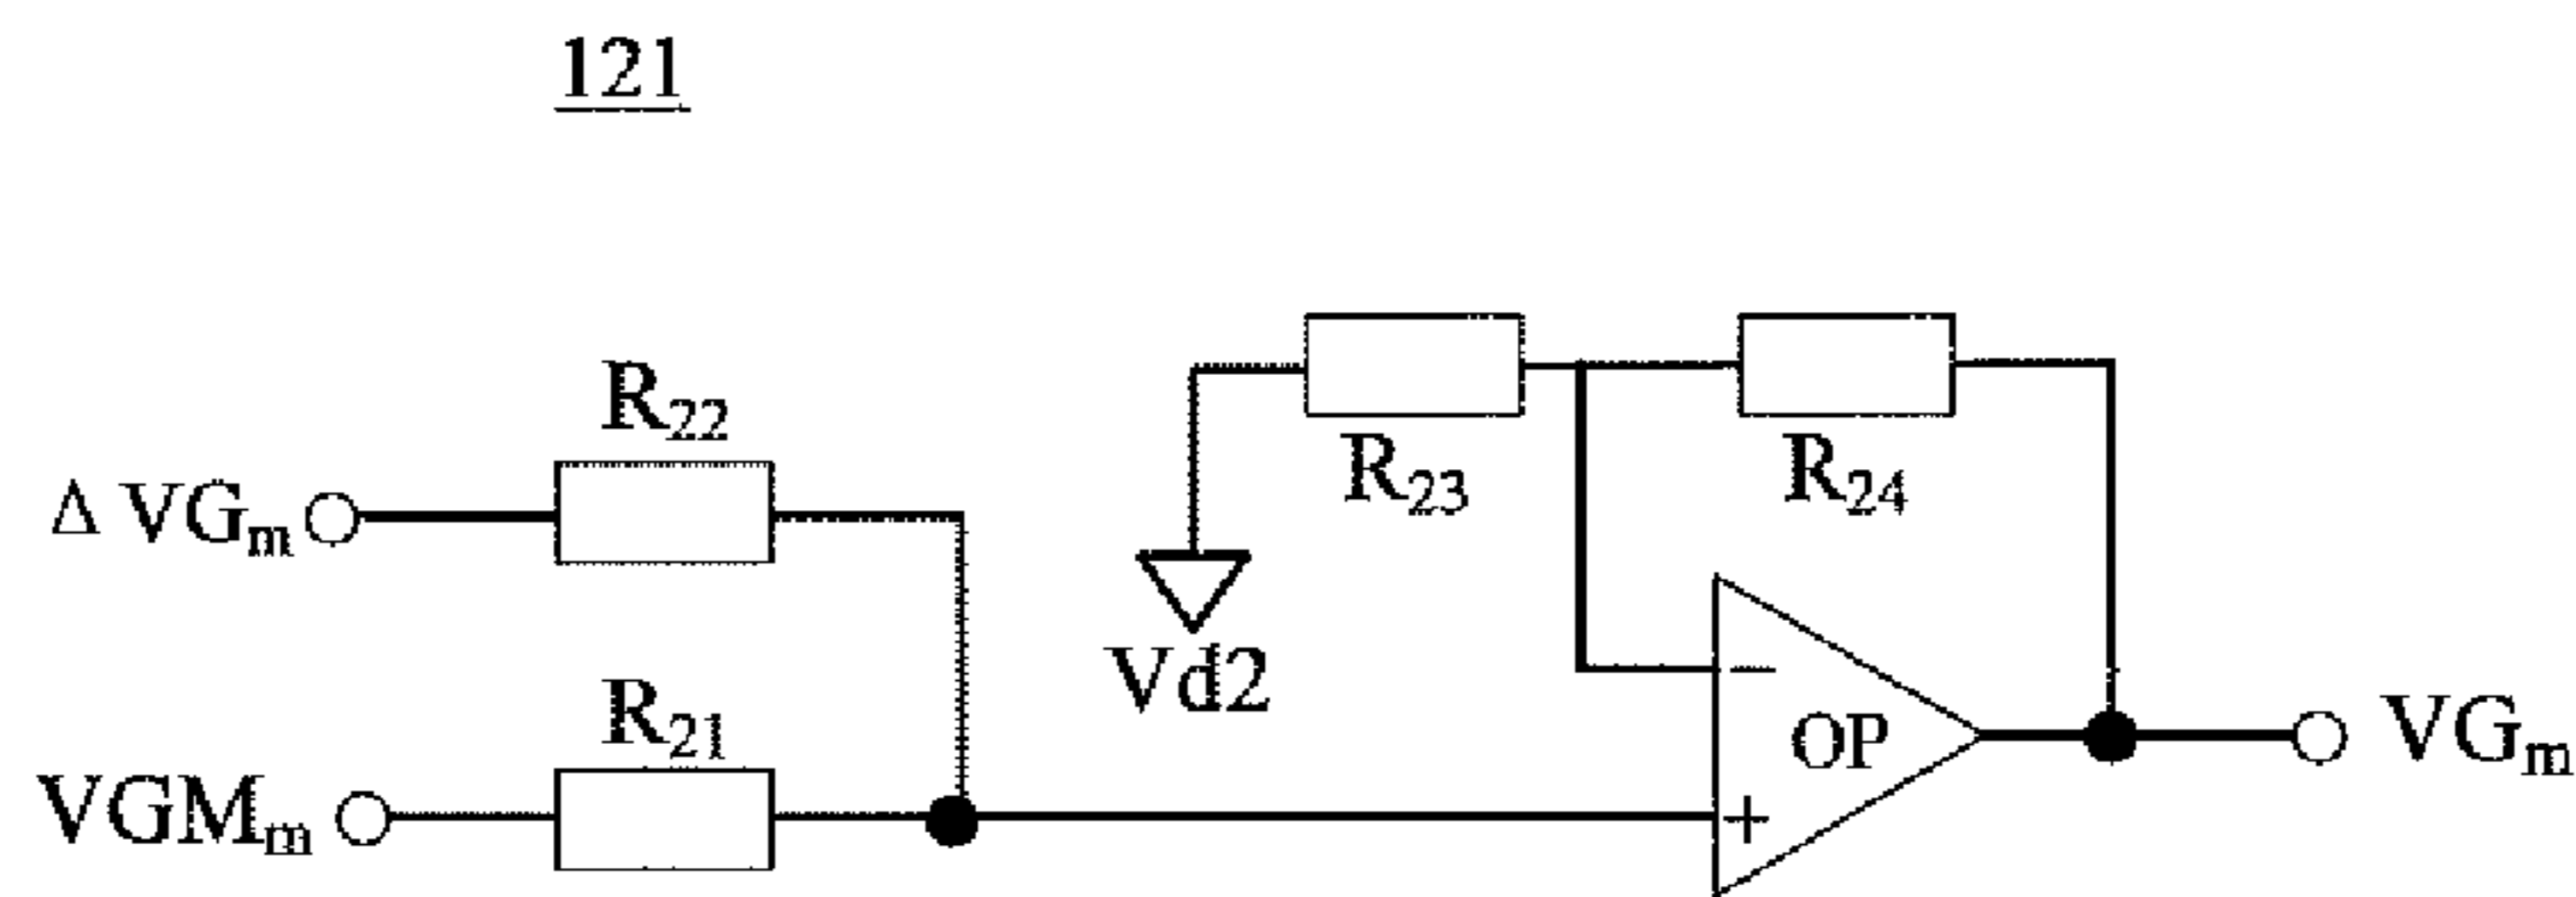 121
R₂₂
R₂₃
R₂₄
Δ VGₘ
Vd2
R₂₁
−
OP
VGₘ
VGMₘ
+